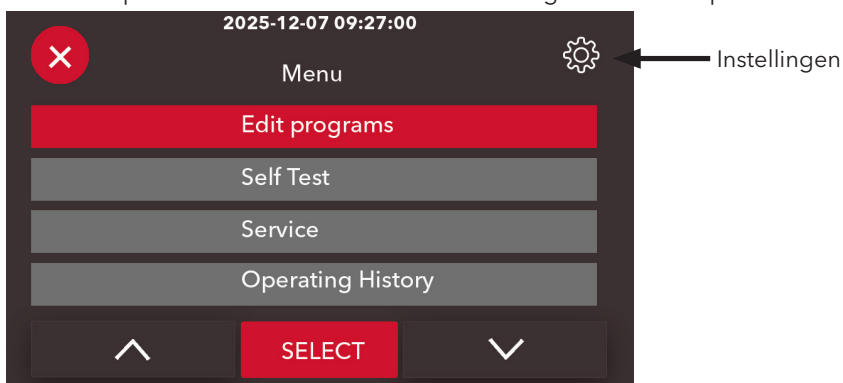 2025-12-07 09:27:00
Menu
Instellingen
Edit programs
Self Test
Service
Operating History
SELECT